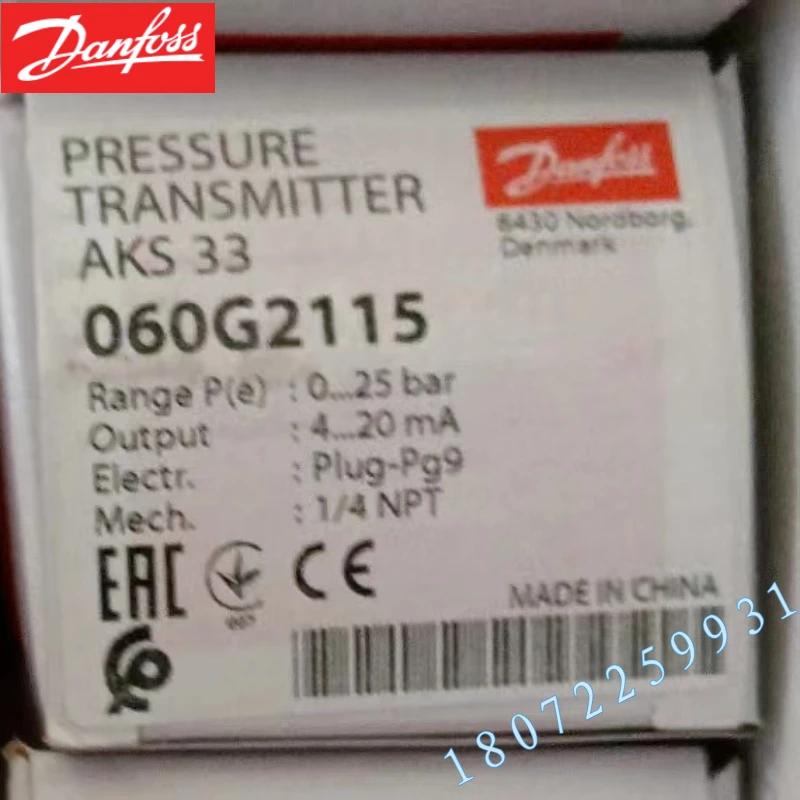 Danfoss
PRESSURE
TRANSMITTER
AKS 33
Danfoss
6430 Nordborg,
Denmark
060G2115
Range P(e) : 0...25 bar
Output : 4...20 mA
Electr. : Plug-Pg9
Mech. : 1/4 NPT
EAC
CE
MADE IN CHINA
18072259931